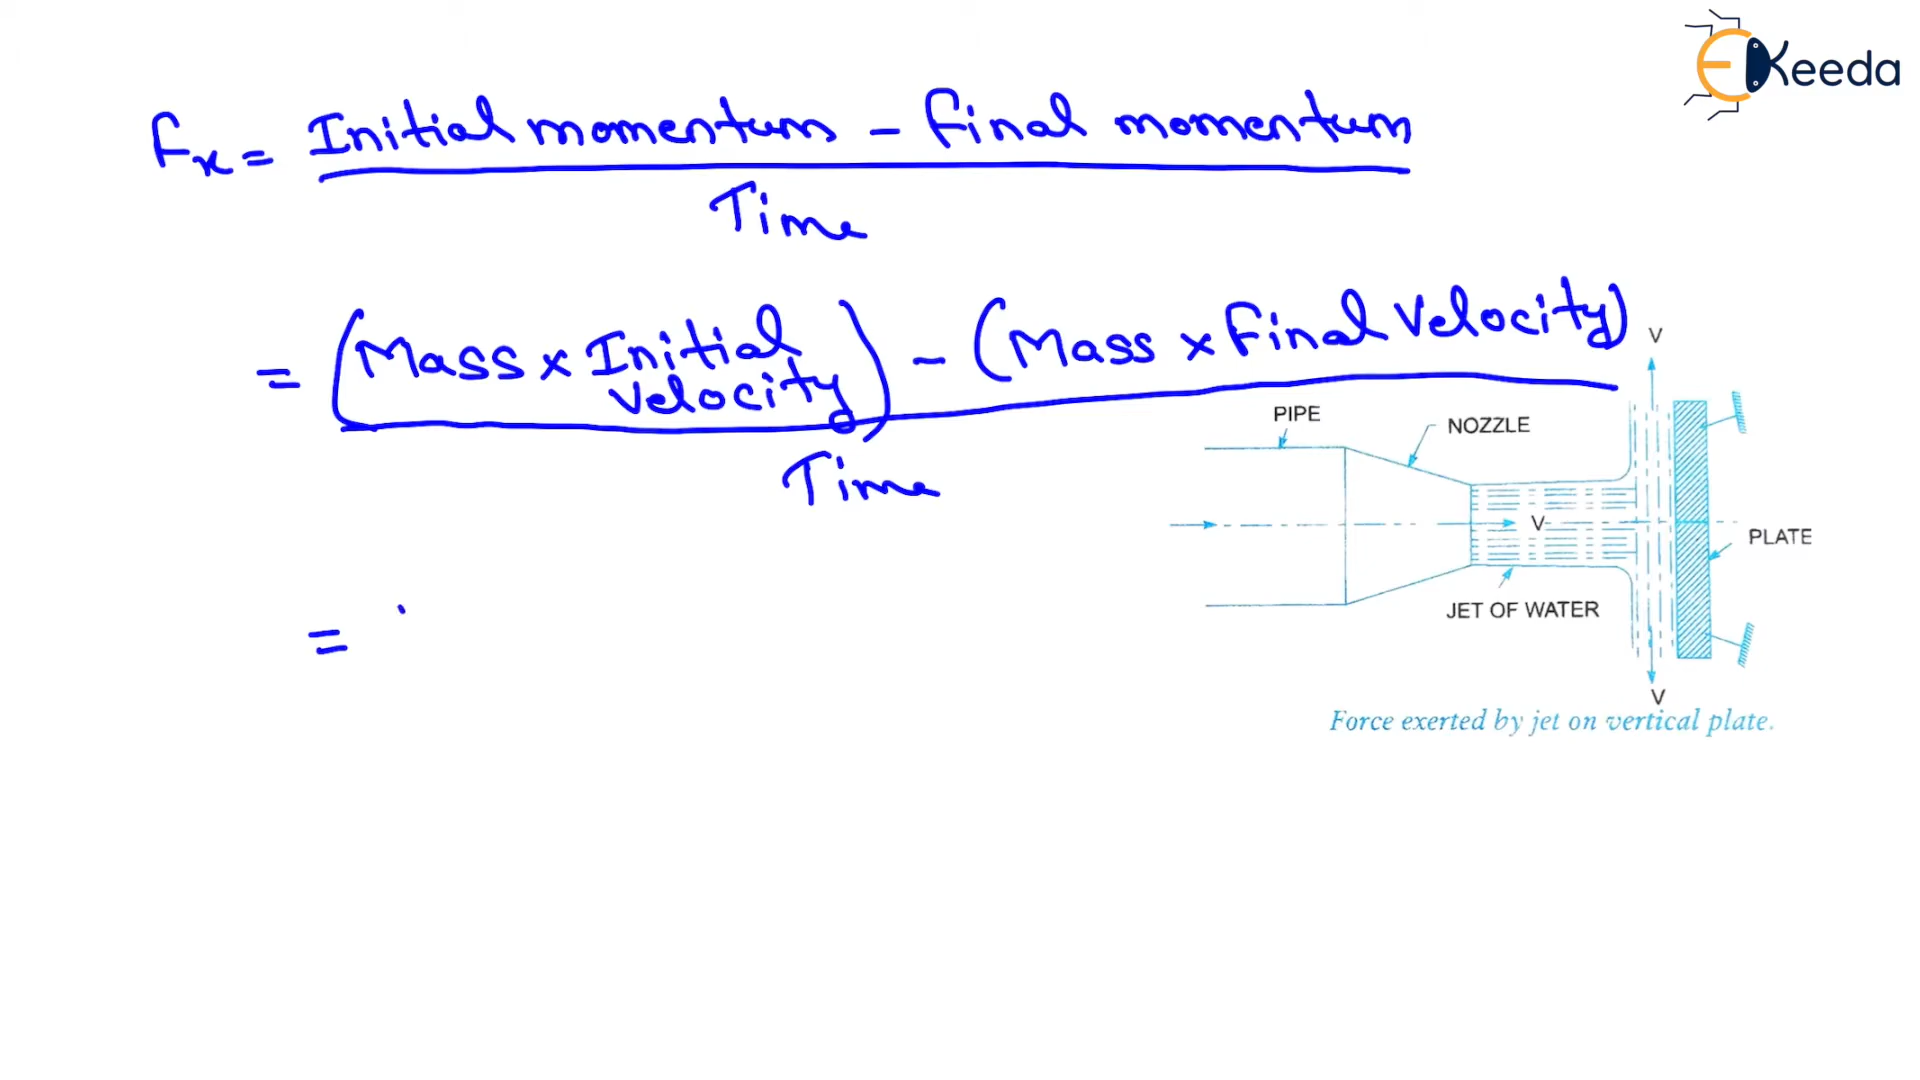 EKeeda
Fx = Initial momentum - Final momentum
Time
= (Mass x Initial Velocity) - (Mass x Final Velocity)
Time
=
V
PIPE
NOZZLE
V
PLATE
JET OF WATER
V
Force exerted by jet on vertical plate.